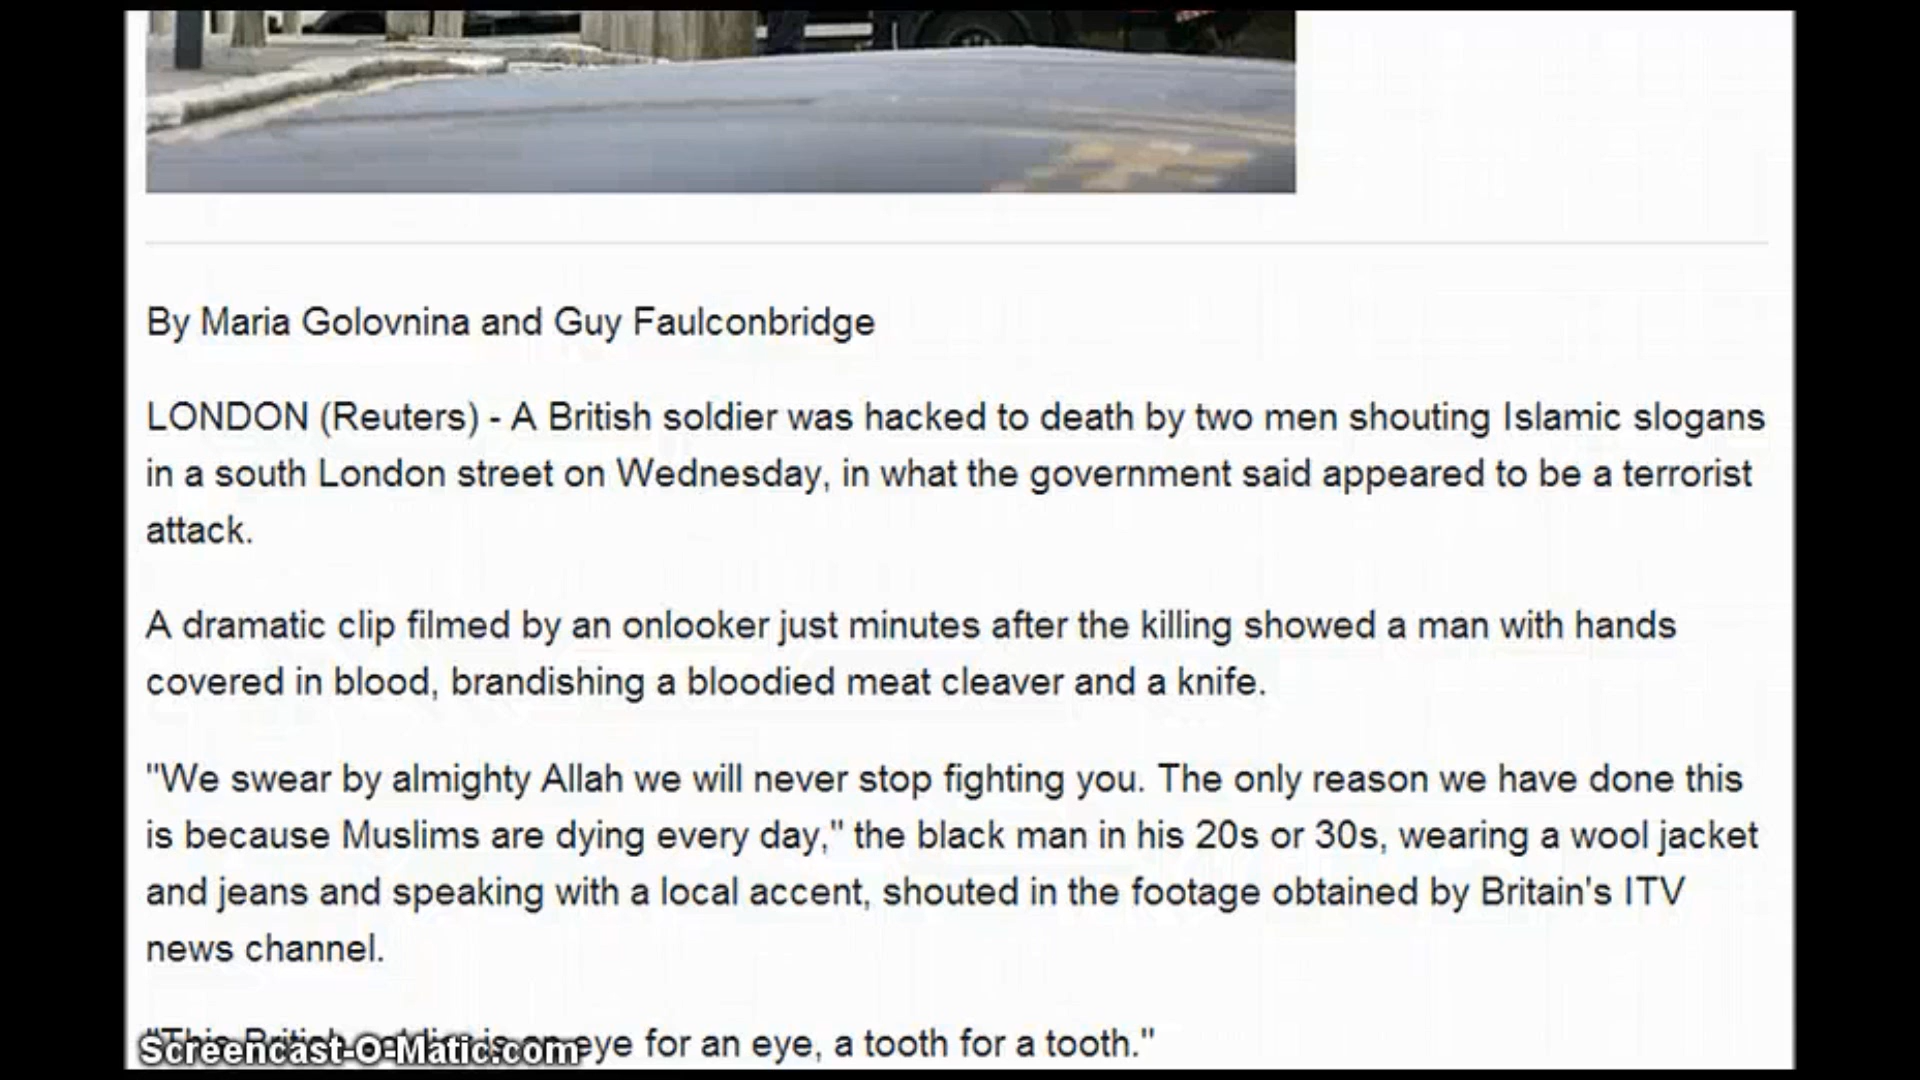 By Maria Golovnina and Guy Faulconbridge
LONDON (Reuters) - A British soldier was hacked to death by two men shouting Islamic slogans
in a south London street on Wednesday, in what the government said appeared to be a terrorist
attack.
A dramatic clip filmed by an onlooker just minutes after the killing showed a man with hands
covered in blood, brandishing a bloodied meat cleaver and a knife.
"We swear by almighty Allah we will never stop fighting you. The only reason we have done this
is because Muslims are dying every day," the black man in his 20s or 30s, wearing a wool jacket
and jeans and speaking with a local accent, shouted in the footage obtained by Britain's ITV
news channel.
"This British soldier is an eye for an eye, a tooth for a tooth."
Screencast-O-Matic.com